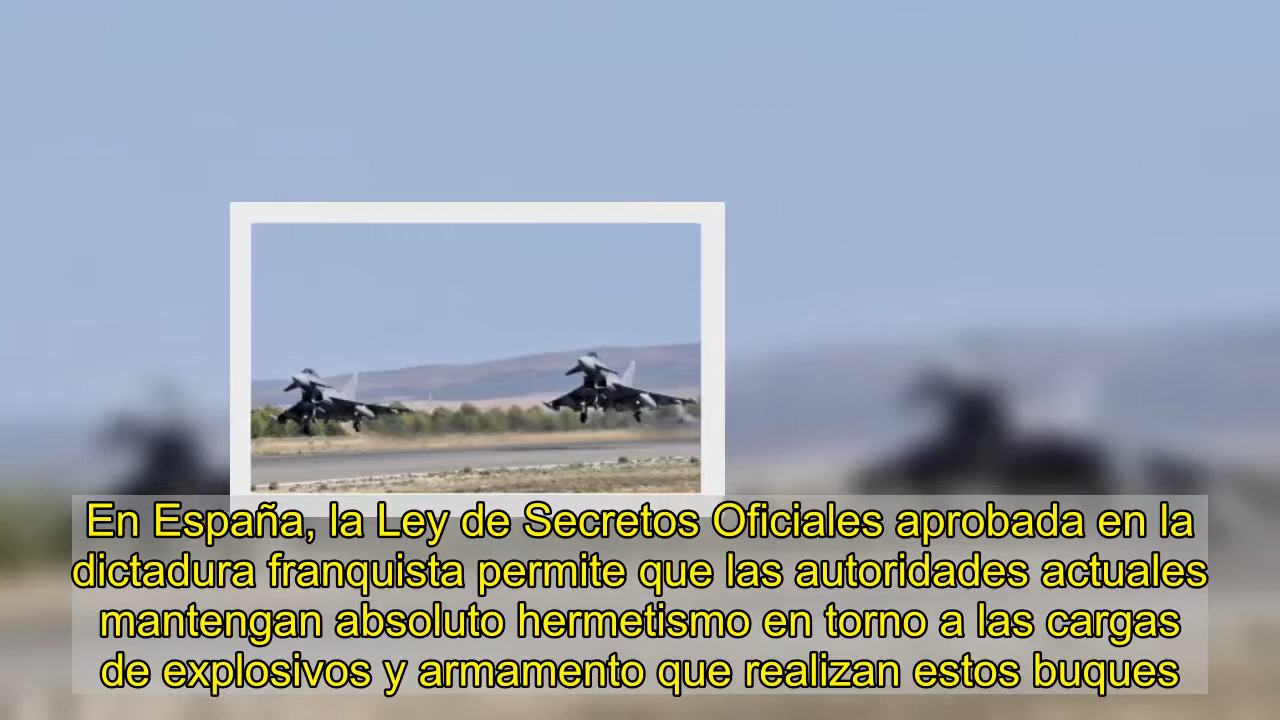 En España, la Ley de Secretos Oficiales aprobada en la
dictadura franquista permite que las autoridades actuales
mantengan absoluto hermetismo en torno a las cargas
de explosivos y armamento que realizan estos buques